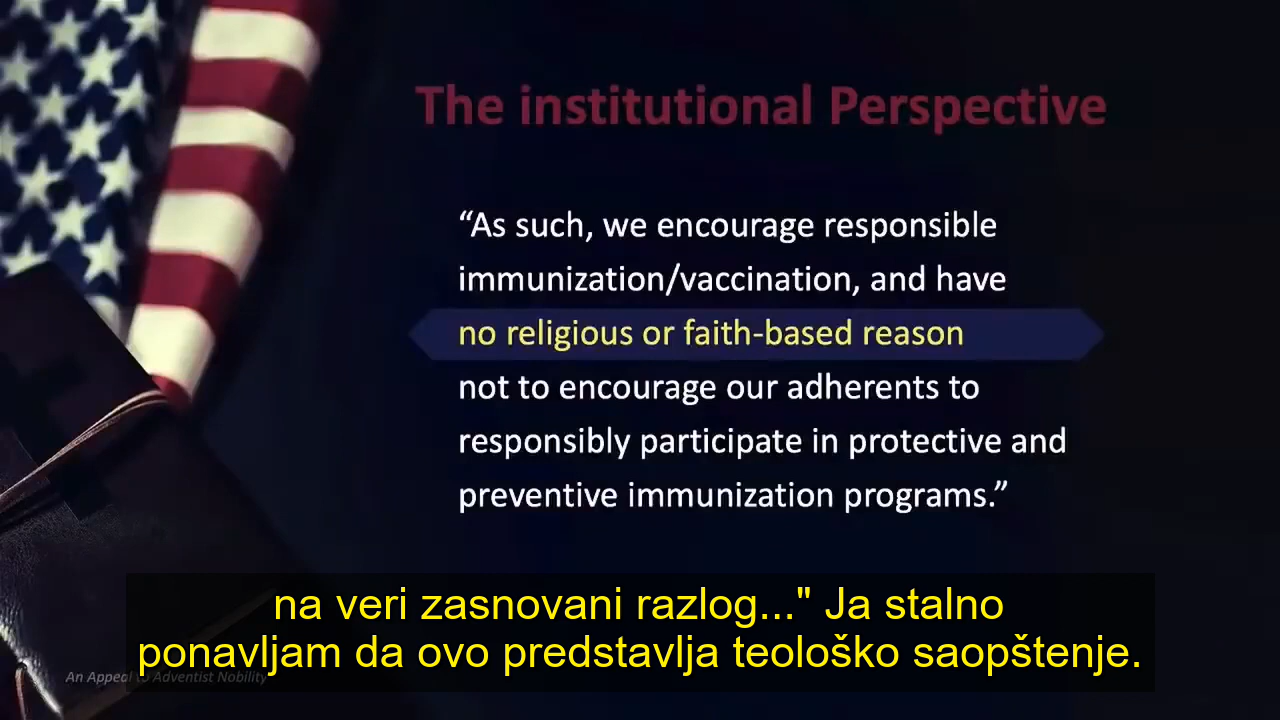 The institutional Perspective
“As such, we encourage responsible
immunization/vaccination, and have
no religious or faith-based reason
not to encourage our adherents to
responsibly participate in protective and
preventive immunization programs.”
na veri zasnovani razlog..." Ja stalno
ponavljam da ovo predstavlja teološko saopštenje.
An Appeal to Adventist Nobility